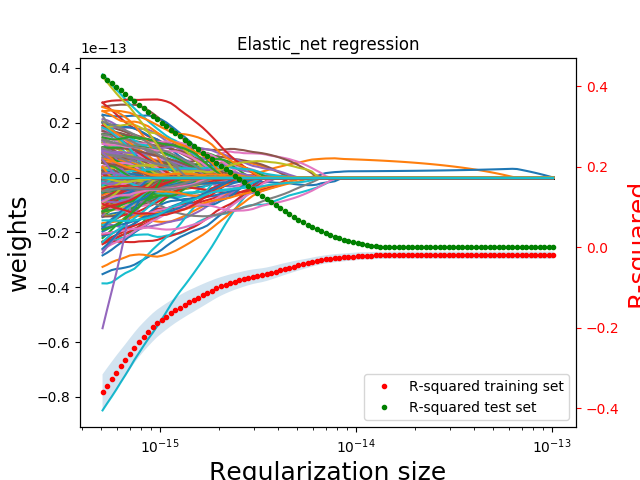 Elastic_net regression
1e−13
0.4
0.2
0.0
−0.2
−0.4
−0.6
−0.8
weights
0.4
0.2
0.0
−0.2
−0.4
R-squared
R-squared training set
R-squared test set
10⁻¹⁵
10⁻¹⁴
10⁻¹³
Regularization size